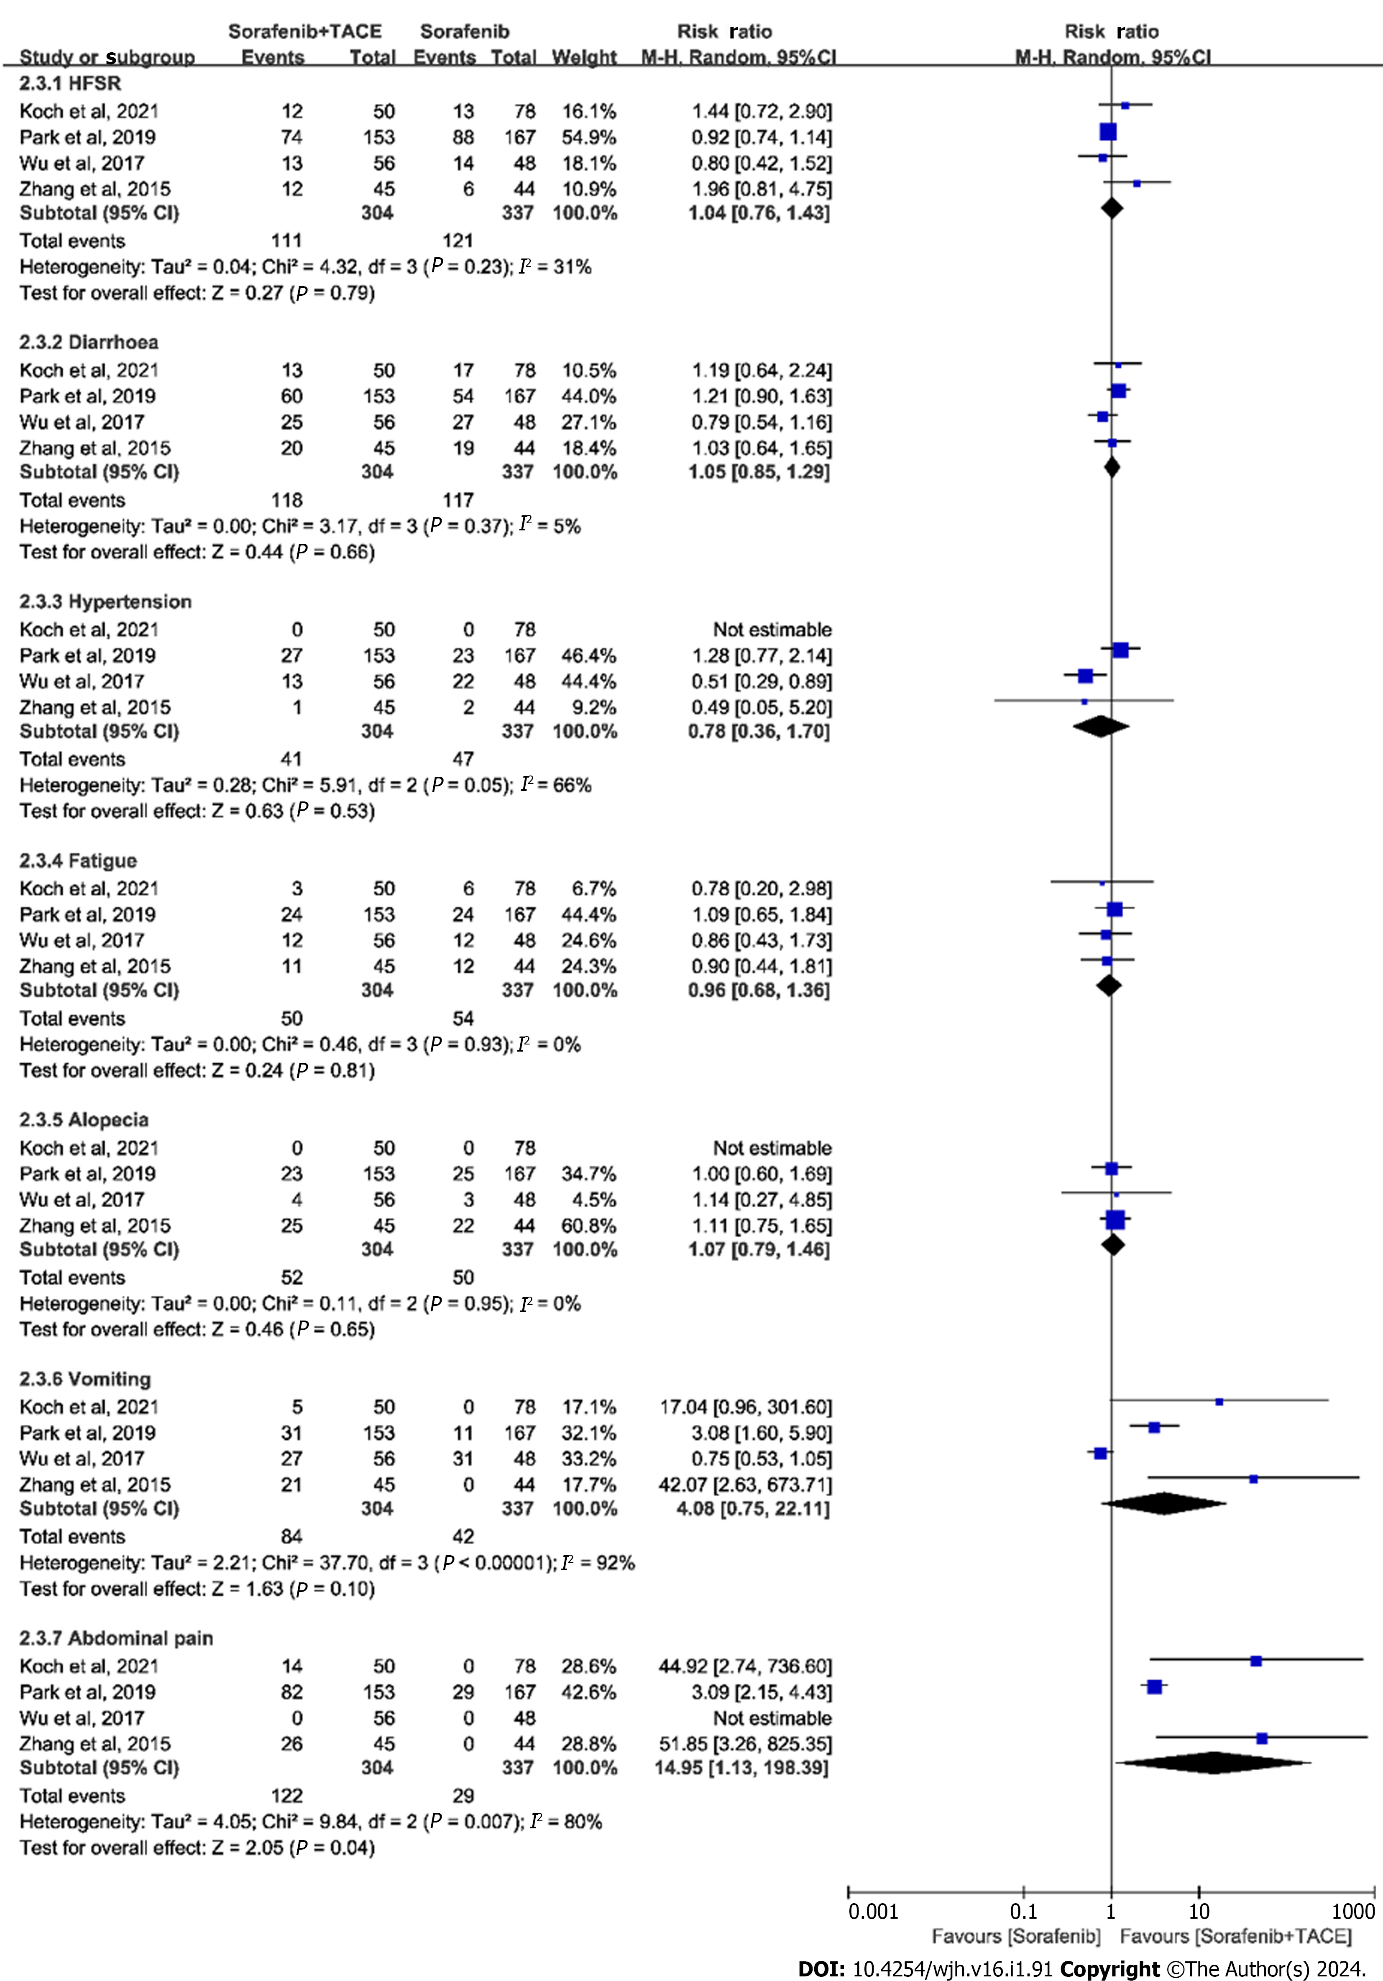 Sorafenib+TACE Sorafenib Risk ratio Risk ratio
Study or subgroup Events Total Events Total Weight M-H, Random, 95%CI M-H, Random, 95%CI
2.3.1 HFSR
Koch et al, 2021 12 50 13 78 16.1% 1.44 [0.72, 2.90]
Park et al, 2019 74 153 88 167 54.9% 0.92 [0.74, 1.14]
Wu et al, 2017 13 56 14 48 18.1% 0.80 [0.42, 1.52]
Zhang et al, 2015 12 45 6 44 10.9% 1.96 [0.81, 4.75]
Subtotal (95% CI) 304 337 100.0% 1.04 [0.76, 1.43]
Total events 111 121
Heterogeneity: Tau² = 0.04; Chi² = 4.32, df = 3 (P = 0.23); I² = 31%
Test for overall effect: Z = 0.27 (P = 0.79)
2.3.2 Diarrhoea
Koch et al, 2021 13 50 17 78 10.5% 1.19 [0.64, 2.24]
Park et al, 2019 60 153 54 167 44.0% 1.21 [0.90, 1.63]
Wu et al, 2017 25 56 27 48 27.1% 0.79 [0.54, 1.16]
Zhang et al, 2015 20 45 19 44 18.4% 1.03 [0.64, 1.65]
Subtotal (95% CI) 304 337 100.0% 1.05 [0.85, 1.29]
Total events 118 117
Heterogeneity: Tau² = 0.00; Chi² = 3.17, df = 3 (P = 0.37); I² = 5%
Test for overall effect: Z = 0.44 (P = 0.66)
2.3.3 Hypertension
Koch et al, 2021 0 50 0 78 Not estimable
Park et al, 2019 27 153 23 167 46.4% 1.28 [0.77, 2.14]
Wu et al, 2017 13 56 22 48 44.4% 0.51 [0.29, 0.89]
Zhang et al, 2015 1 45 2 44 9.2% 0.49 [0.05, 5.20]
Subtotal (95% CI) 304 337 100.0% 0.78 [0.36, 1.70]
Total events 41 47
Heterogeneity: Tau² = 0.28; Chi² = 5.91, df = 2 (P = 0.05); I² = 66%
Test for overall effect: Z = 0.63 (P = 0.53)
2.3.4 Fatigue
Koch et al, 2021 3 50 6 78 6.7% 0.78 [0.20, 2.98]
Park et al, 2019 24 153 24 167 44.4% 1.09 [0.65, 1.84]
Wu et al, 2017 12 56 12 48 24.6% 0.86 [0.43, 1.73]
Zhang et al, 2015 11 45 12 44 24.3% 0.90 [0.44, 1.81]
Subtotal (95% CI) 304 337 100.0% 0.96 [0.68, 1.36]
Total events 50 54
Heterogeneity: Tau² = 0.00; Chi² = 0.46, df = 3 (P = 0.93); I² = 0%
Test for overall effect: Z = 0.24 (P = 0.81)
2.3.5 Alopecia
Koch et al, 2021 0 50 0 78 Not estimable
Park et al, 2019 23 153 25 167 34.7% 1.00 [0.60, 1.69]
Wu et al, 2017 4 56 3 48 4.5% 1.14 [0.27, 4.85]
Zhang et al, 2015 25 45 22 44 60.8% 1.11 [0.75, 1.65]
Subtotal (95% CI) 304 337 100.0% 1.07 [0.79, 1.46]
Total events 52 50
Heterogeneity: Tau² = 0.00; Chi² = 0.11, df = 2 (P = 0.95); I² = 0%
Test for overall effect: Z = 0.46 (P = 0.65)
2.3.6 Vomiting
Koch et al, 2021 5 50 0 78 17.1% 17.04 [0.96, 301.60]
Park et al, 2019 31 153 11 167 32.1% 3.08 [1.60, 5.90]
Wu et al, 2017 27 56 31 48 33.2% 0.75 [0.53, 1.05]
Zhang et al, 2015 21 45 0 44 17.7% 42.07 [2.63, 673.71]
Subtotal (95% CI) 304 337 100.0% 4.08 [0.75, 22.11]
Total events 84 42
Heterogeneity: Tau² = 2.21; Chi² = 37.70, df = 3 (P < 0.00001); I² = 92%
Test for overall effect: Z = 1.63 (P = 0.10)
2.3.7 Abdominal pain
Koch et al, 2021 14 50 0 78 28.6% 44.92 [2.74, 736.60]
Park et al, 2019 82 153 29 167 42.6% 3.09 [2.15, 4.43]
Wu et al, 2017 0 56 0 48 Not estimable
Zhang et al, 2015 26 45 0 44 28.8% 51.85 [3.26, 825.35]
Subtotal (95% CI) 304 337 100.0% 14.95 [1.13, 198.39]
Total events 122 29
Heterogeneity: Tau² = 4.05; Chi² = 9.84, df = 2 (P = 0.007); I² = 80%
Test for overall effect: Z = 2.05 (P = 0.04)
0.001 0.1 1 10 1000
Favours [Sorafenib] Favours [Sorafenib+TACE]
DOI: 10.4254/wjh.v16.i1.91 Copyright ©The Author(s) 2024.